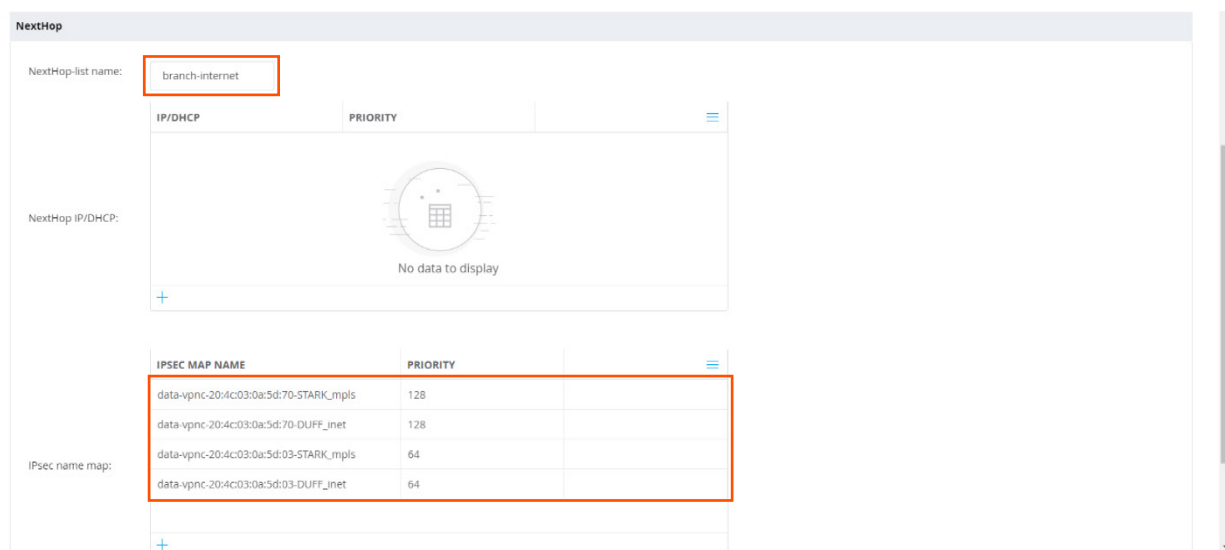 NextHop
NextHop-list name:
branch-internet
IP/DHCP PRIORITY
NextHop IP/DHCP:
No data to display
+
IPSEC MAP NAME PRIORITY
data-vpnc-20:4c:03:0a:5d:70-STARK_mpls 128
data-vpnc-20:4c:03:0a:5d:70-DUFF_inet 128
data-vpnc-20:4c:03:0a:5d:03-STARK_mpls 64
data-vpnc-20:4c:03:0a:5d:03-DUFF_inet 64
IPsec name map:
+